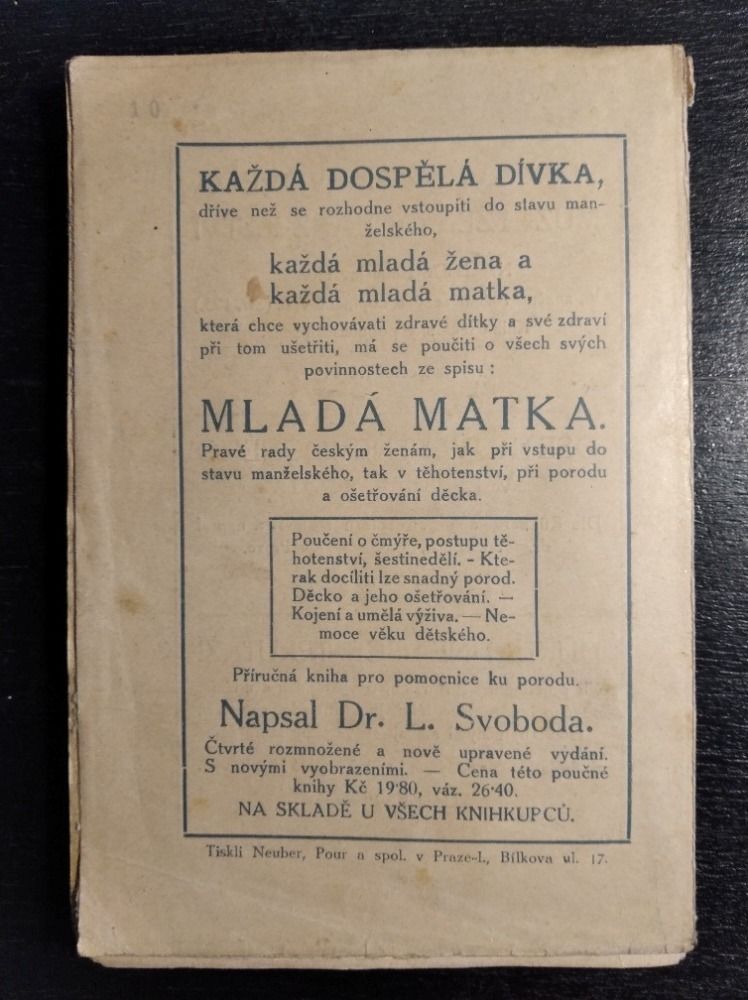 10
KAŽDÁ DOSPĚLÁ DÍVKA,
dříve než se rozhodne vstoupiti do stavu man-
želského,
každá mladá žena a
každá mladá matka,
která chce vychovávati zdravé dítky a své zdraví
při tom ušetřiti, má se poučiti o všech svých
povinnostech ze spisu :
MLADÁ MATKA.
Pravé rady českým ženám, jak při vstupu do
stavu manželského, tak v těhotenství, při porodu
a ošetřování děcka.
Poučení o čmýře, postupu tě-
hotenství, šestinedělí. - Kte-
rak docíliti lze snadný porod.
Děcko a jeho ošetřování. —
Kojení a umělá výživa. — Ne-
moce věku dětského.
Příručná kniha pro pomocnice ku porodu.
Napsal Dr. L. Svoboda.
Čtvrté rozmnožené a nově upravené vydání.
S novými vyobrazeními. — Cena této poučné
knihy Kč 19·80, váz. 26·40.
NA SKLADĚ U VŠECH KNIHKUPCŮ.
Tiskli Neuber, Pour a spol. v Praze-I., Bílkova ul. 17.